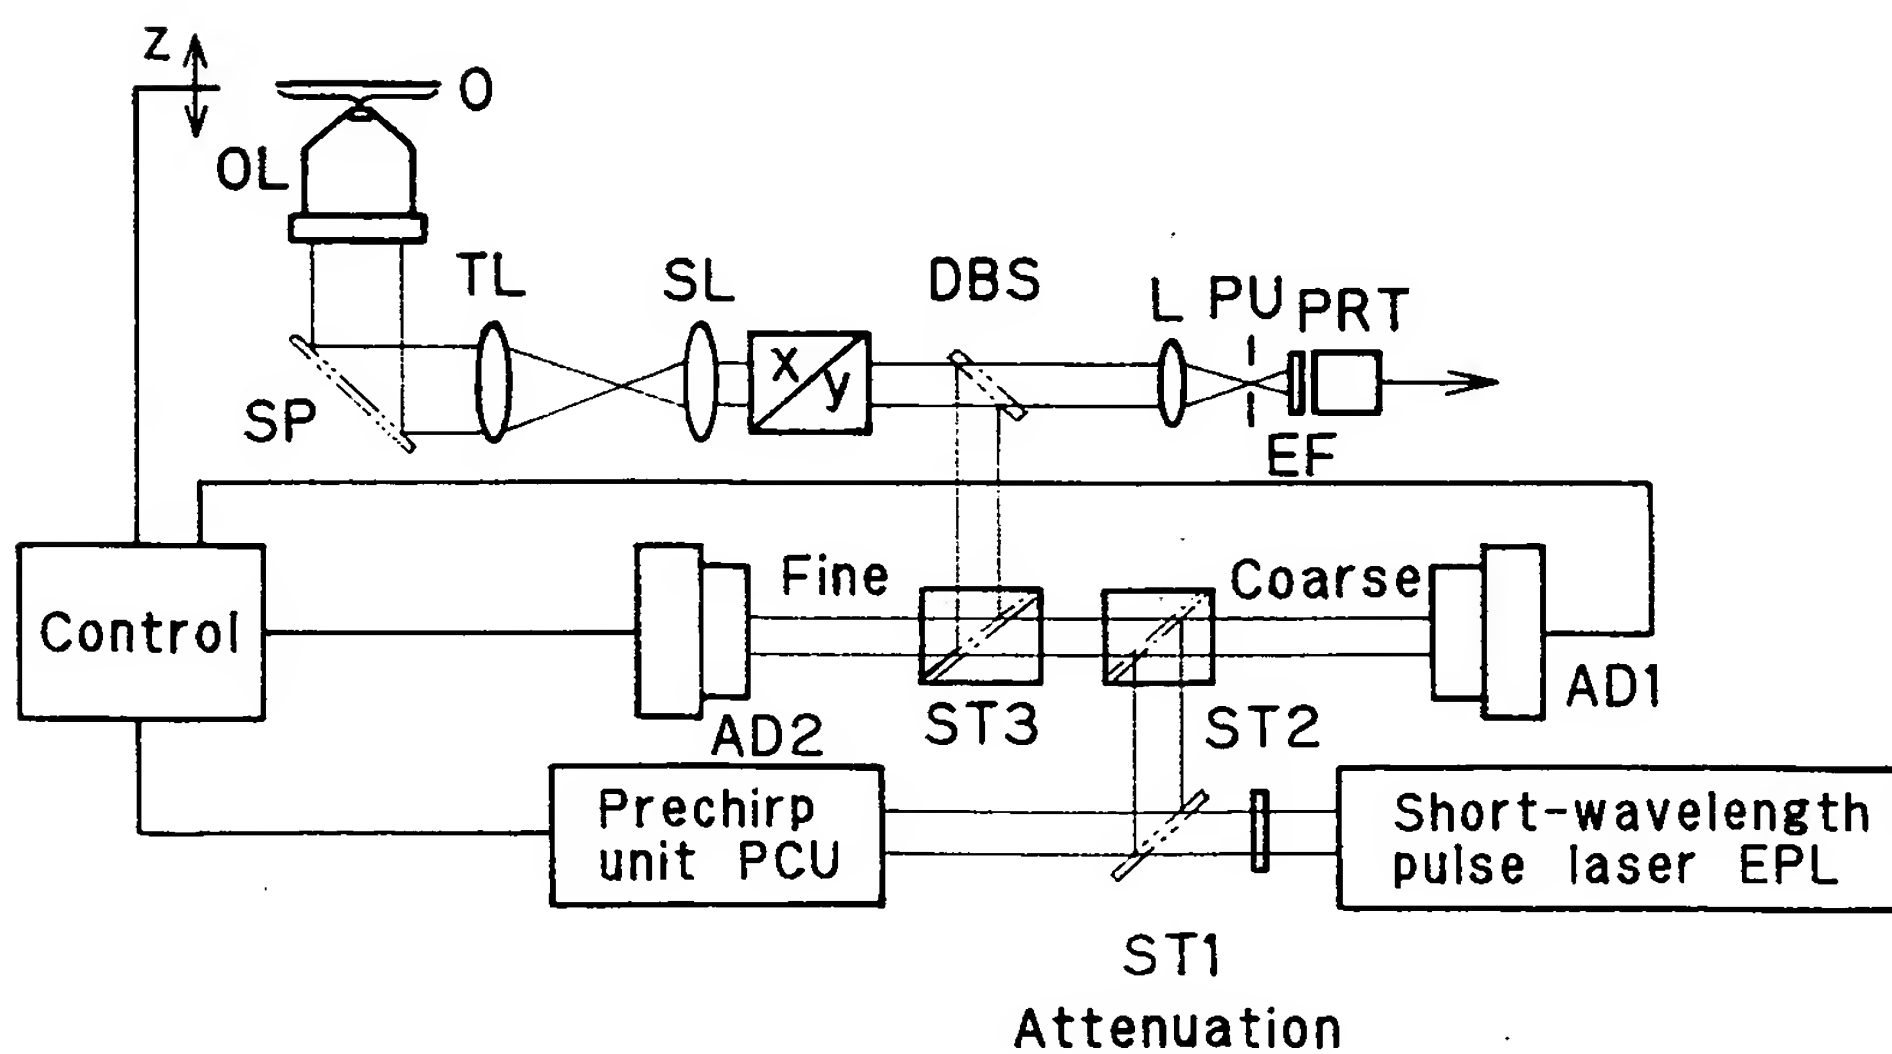 Z
O
OL
TL
SL
DBS
L
PU
PRT
x
y
SP
EF
Fine
Coarse
Control
AD1
ST3
ST2
AD2
Prechirp
unit PCU
Short-wavelength
pulse laser EPL
ST1
Attenuation